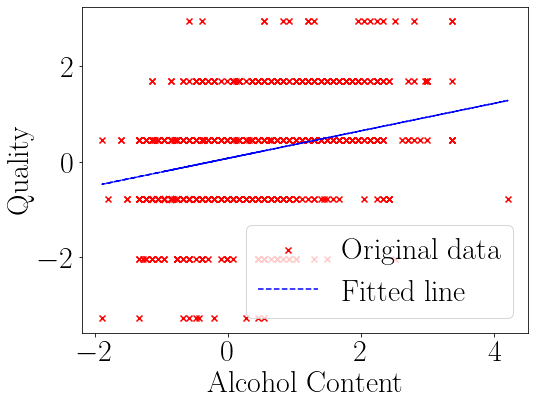 2
0
−2
Quality
Original data
Fitted line
−2 0 2 4
Alcohol Content